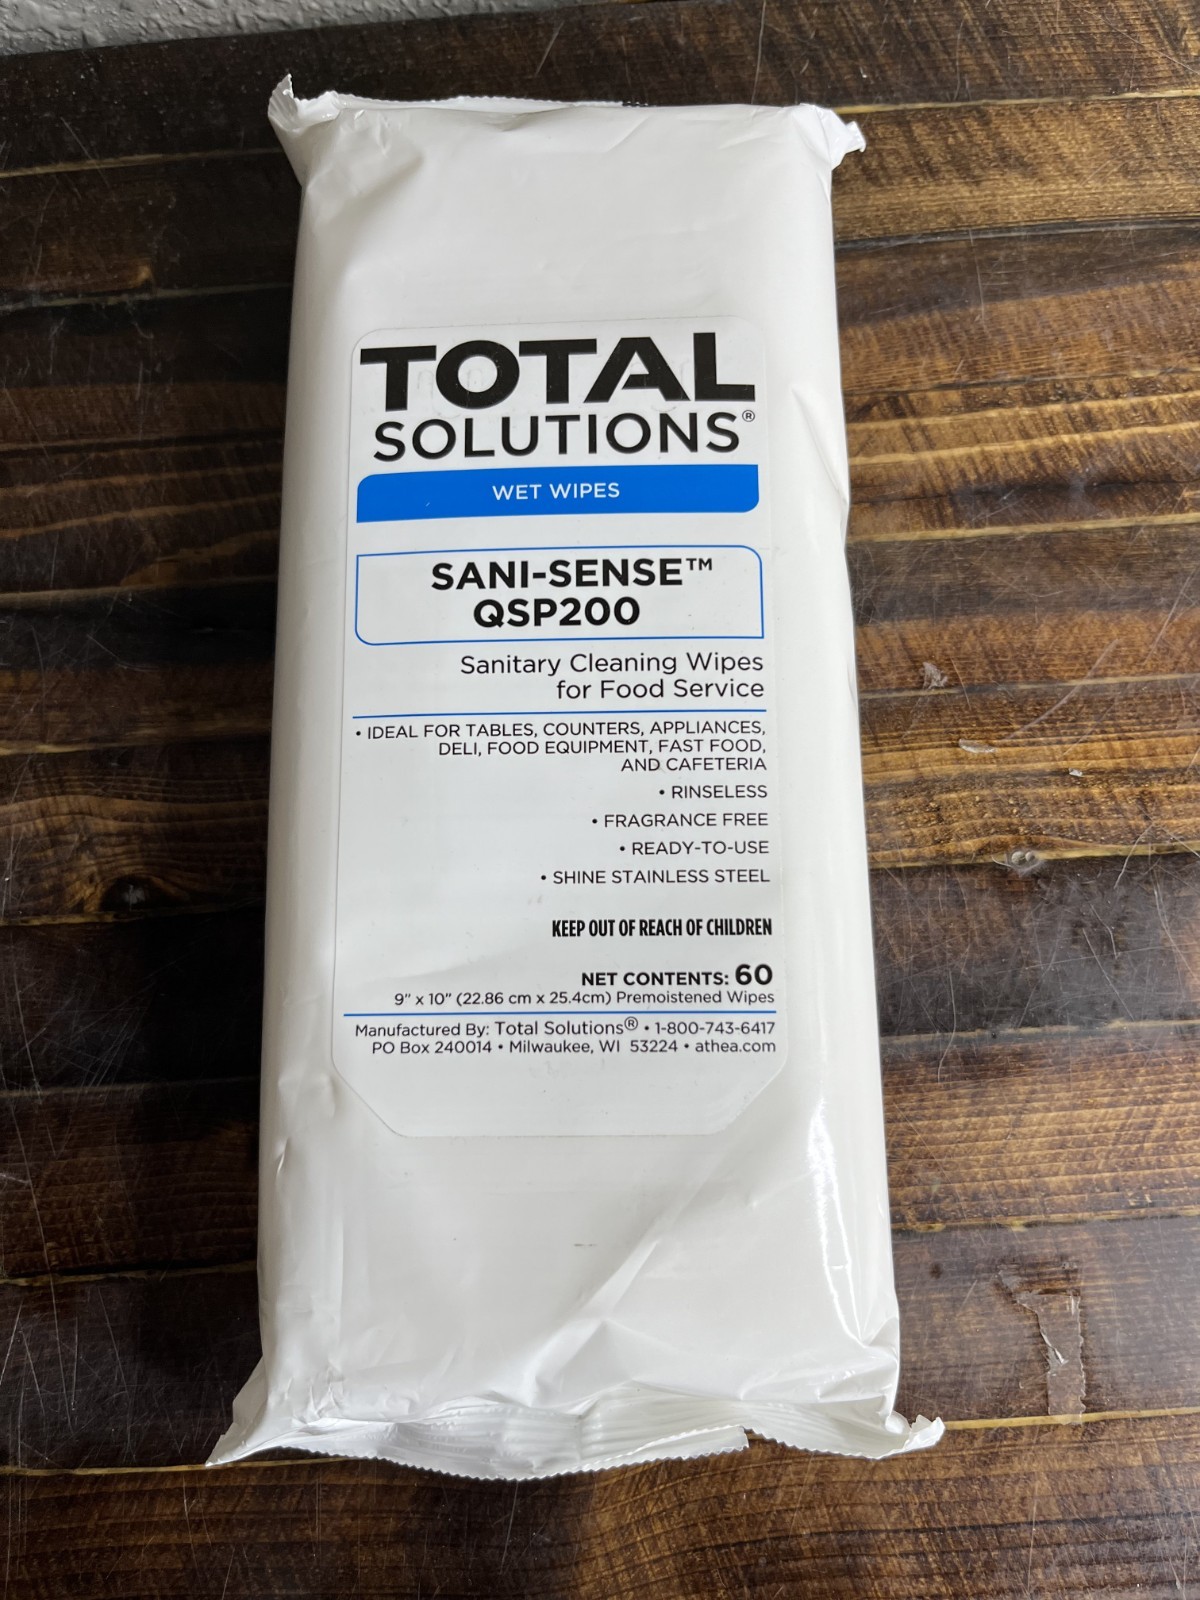 TOTAL
SOLUTIONS®
WET WIPES
SANI-SENSE™
QSP200
Sanitary Cleaning Wipes
for Food Service
• IDEAL FOR TABLES, COUNTERS, APPLIANCES,
DELI, FOOD EQUIPMENT, FAST FOOD,
AND CAFETERIA
• RINSELESS
• FRAGRANCE FREE
• READY-TO-USE
• SHINE STAINLESS STEEL
KEEP OUT OF REACH OF CHILDREN
NET CONTENTS: 60
9" x 10" (22.86 cm x 25.4cm) Premoistened Wipes
Manufactured By: Total Solutions® • 1-800-743-6417
PO Box 240014 • Milwaukee, WI 53224 • athea.com